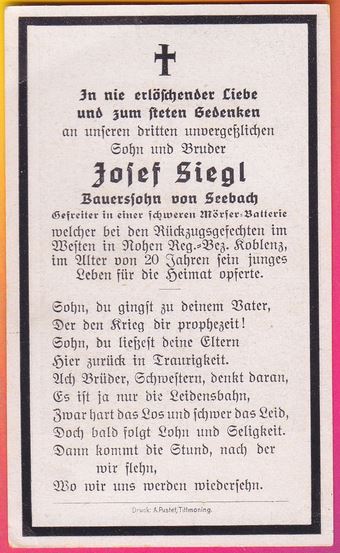 In nie erlöschender Liebe
und zum steten Gedenken
an unseren dritten unvergeßlichen
Sohn und Bruder
Josef Siegl
Bauerssohn von Seebach
Gefreiter in einer schweren Mörser-Batterie
welcher bei den Rückzugsgefechten im
Westen in Nohen Reg.-Bez. Koblenz,
im Alter von 20 Jahren sein junges
Leben für die Heimat opferte.
Sohn, du gingst zu deinem Vater,
Der den Krieg dir prophezeit!
Sohn, du ließest deine Eltern
Hier zurück in Traurigkeit.
Ach Brüder, Schwestern, denkt daran,
Es ist ja nur die Leidensbahn,
Zwar hart das Los und schwer das Leid,
Doch bald folgt Lohn und Seligkeit.
Dann kommt die Stund, nach der
wir flehn,
Wo wir uns werden wiedersehn.
Druck: A. Pustet, Tittmoning.